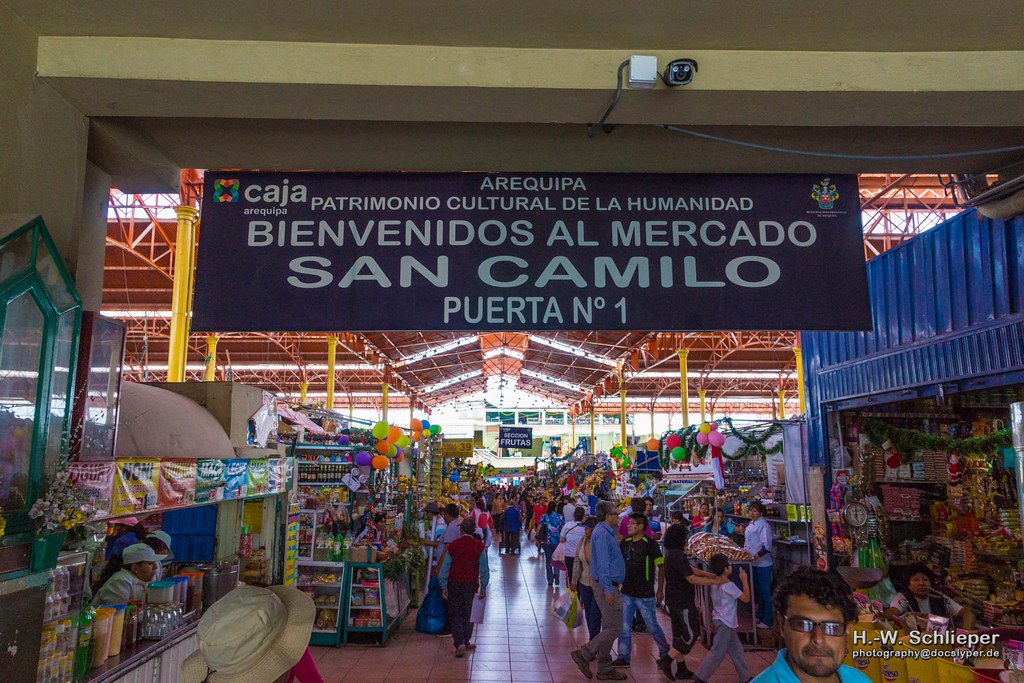 caja
arequipa
AREQUIPA
PATRIMONIO CULTURAL DE LA HUMANIDAD
BIENVENIDOS AL MERCADO
SAN CAMILO
PUERTA Nº 1
SECCION
FRUTAS
H.-W. Schlieper
photography@docslyper.de